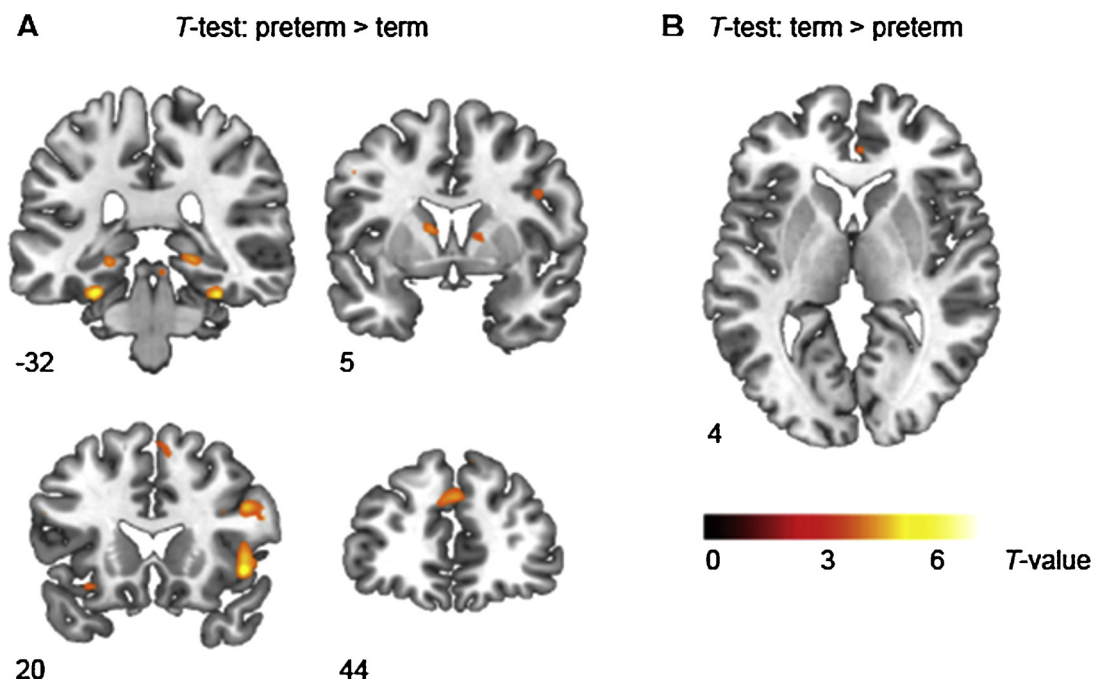 A T-test: preterm > term
B T-test: term > preterm
-32
5
4
20
44
0 3 6 T-value